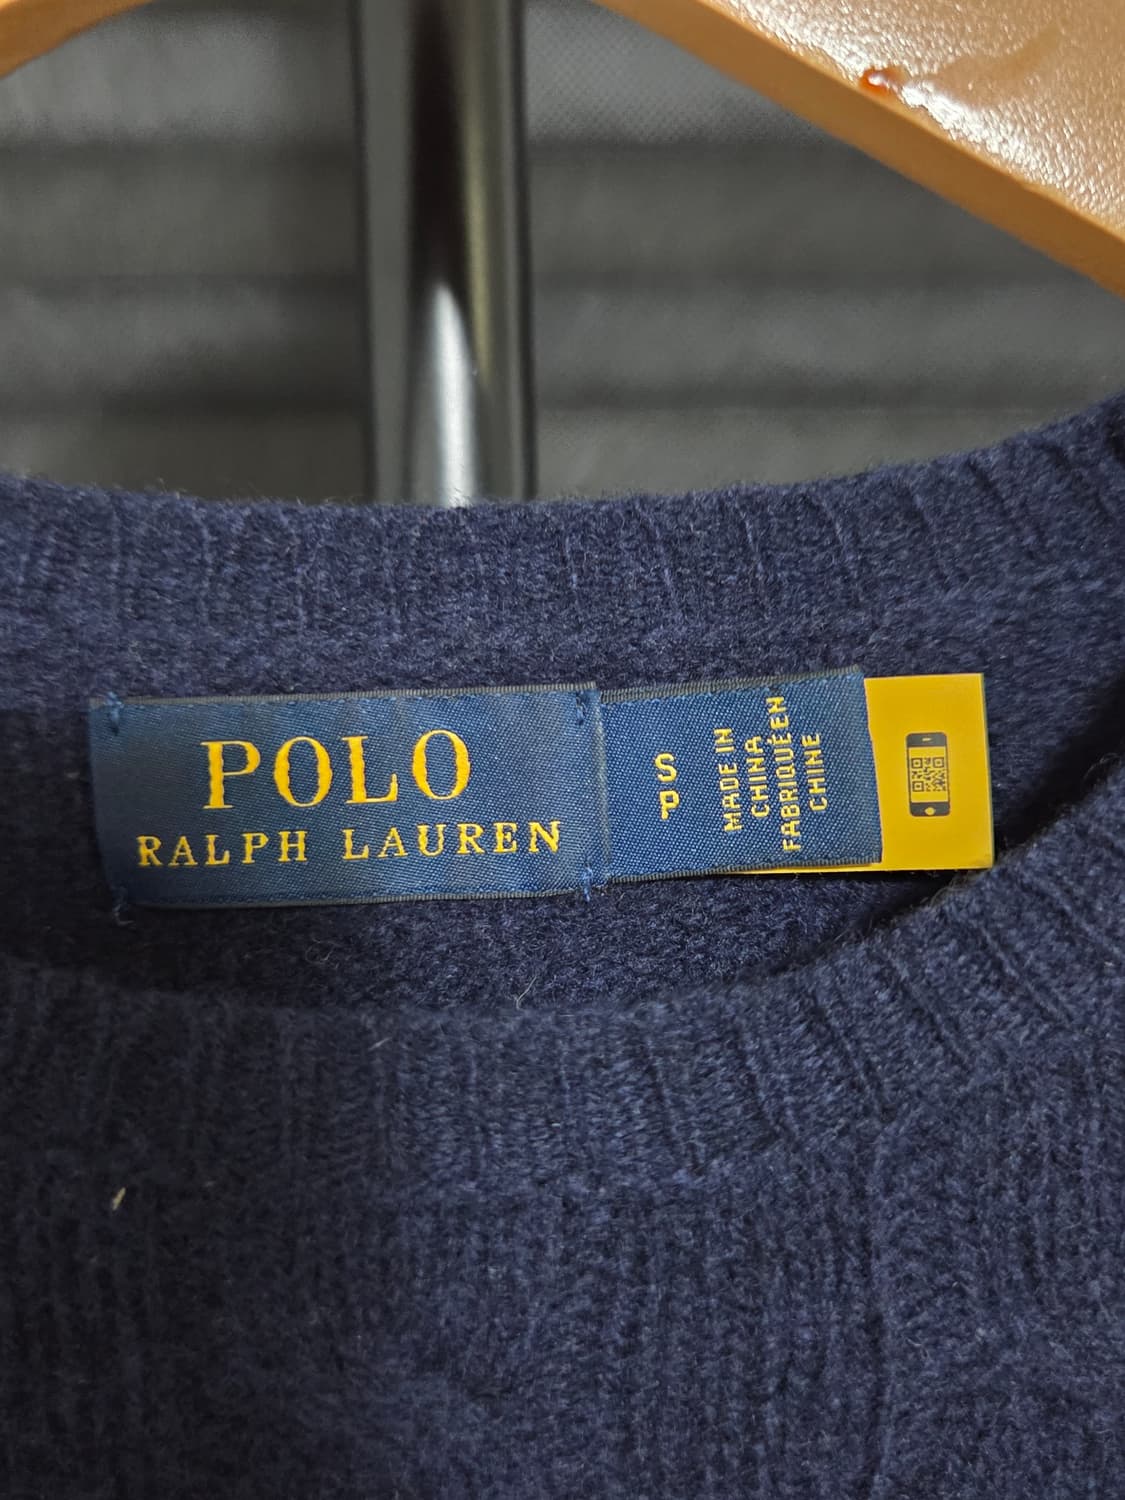 POLO
RALPH LAUREN
S
P
MADE IN
CHINA
FABRIQUÉ EN
CHINE